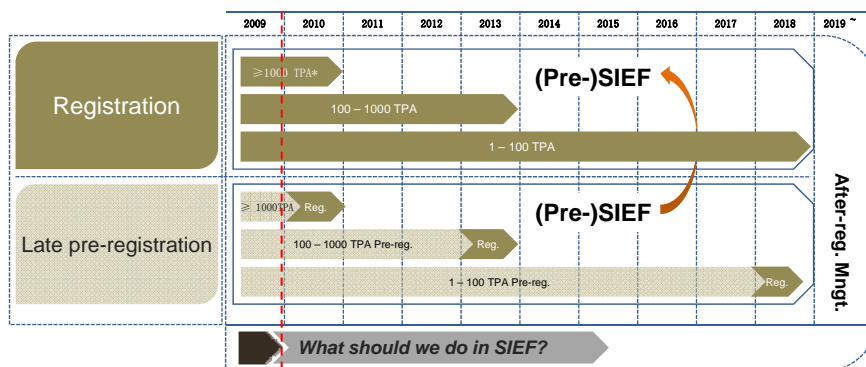 2009 2010 2011 2012 2013 2014 2015 2016 2017 2018 2019 ~
Registration
≥1000 TPA*
100 – 1000 TPA
1 – 100 TPA
(Pre-)SIEF
Late pre-registration
≥ 1000TPA Reg.
100 – 1000 TPA Pre-reg. Reg.
1 – 100 TPA Pre-reg. Reg.
(Pre-)SIEF
After-reg. Mngt.
What should we do in SIEF?